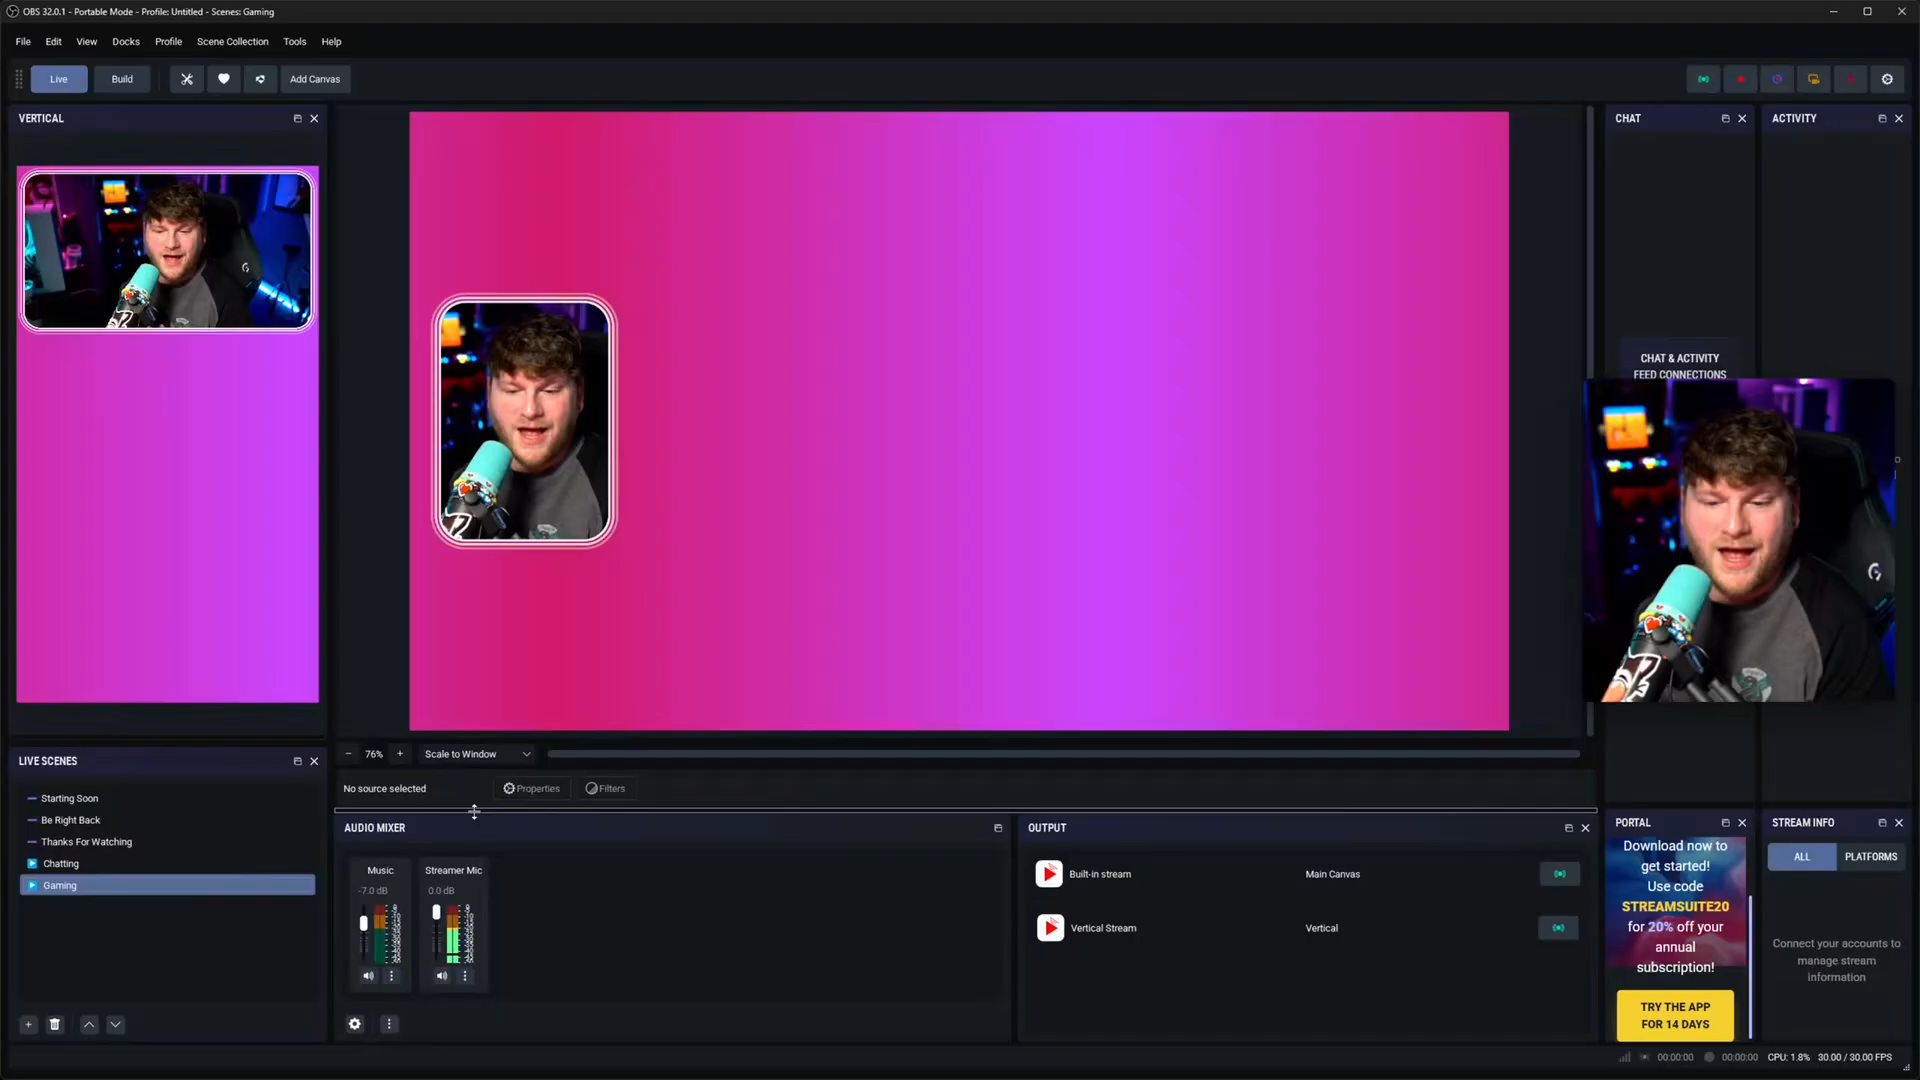 OBS 32.0.1 - Portable Mode - Profile: Untitled - Scenes: Gaming
File Edit View Docks Profile Scene Collection Tools Help
Live Build Add Canvas
VERTICAL
CHAT
ACTIVITY
CHAT & ACTIVITY
FEED CONNECTIONS
76% Scale to Window
No source selected Properties Filters
LIVE SCENES
Starting Soon
Be Right Back
Thanks For Watching
Chatting
Gaming
AUDIO MIXER
Music
-7.0 dB
Streamer Mic
0.0 dB
OUTPUT
Built-in stream Main Canvas
Vertical Stream Vertical
PORTAL
Download now to
get started!
Use code
STREAMSUITE20
for 20% off your
annual
subscription!
TRY THE APP
FOR 14 DAYS
STREAM INFO
ALL PLATFORMS
Connect your accounts to
manage stream
information
00:00:00 00:00:00 CPU: 1.8% 30.00 / 30.00 FPS